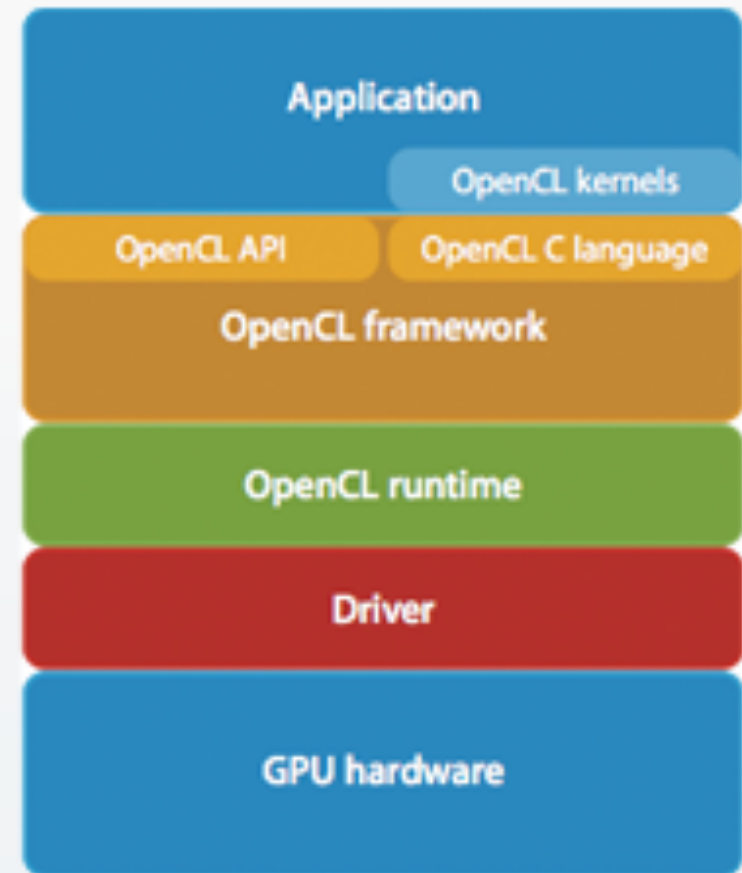 Application
OpenCL kernels
OpenCL API
OpenCL C language
OpenCL framework
OpenCL runtime
Driver
GPU hardware